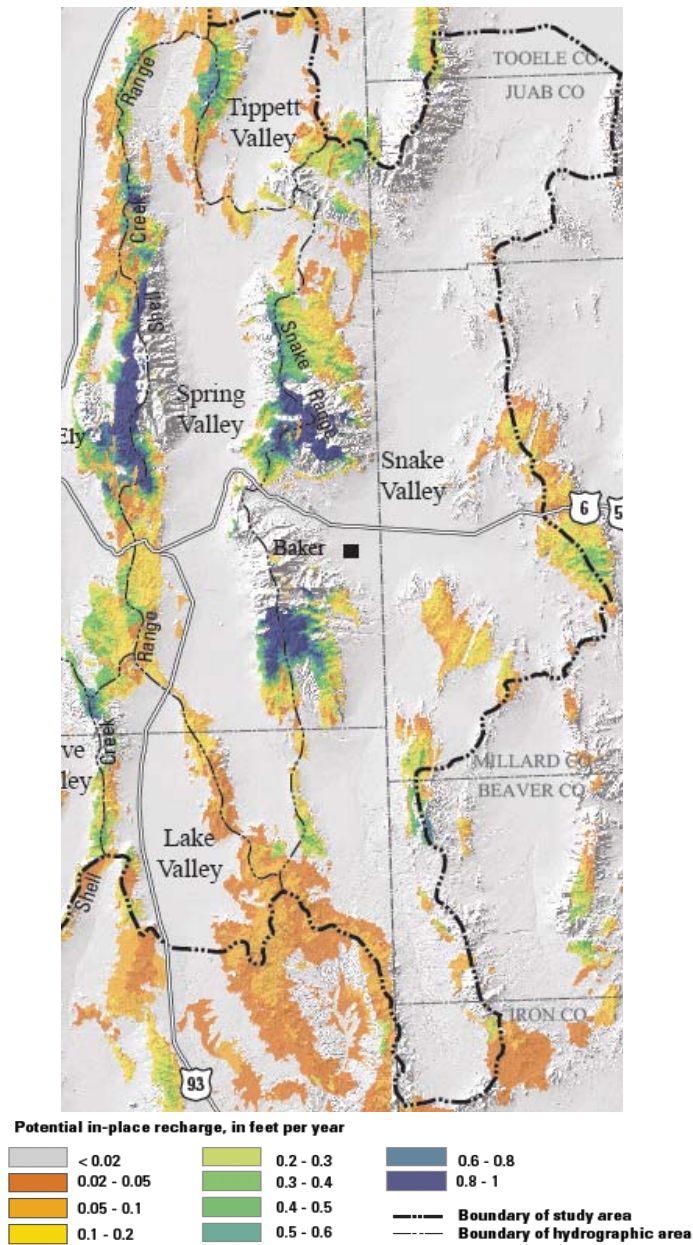 TOOELE CO
JUAB CO
Range
Tippett
Valley
Creek
Shell
Snake
Range
Spring
Valley
Ely
Snake
Valley
6
5
Baker
Range
Creek
ve
lley
MILLARD CO
BEAVER CO
Lake
Valley
Shell
IRON CO
93
Potential in-place recharge, in feet per year
< 0.02
0.02 - 0.05
0.05 - 0.1
0.1 - 0.2
0.2 - 0.3
0.3 - 0.4
0.4 - 0.5
0.5 - 0.6
0.6 - 0.8
0.8 - 1
Boundary of study area
Boundary of hydrographic area